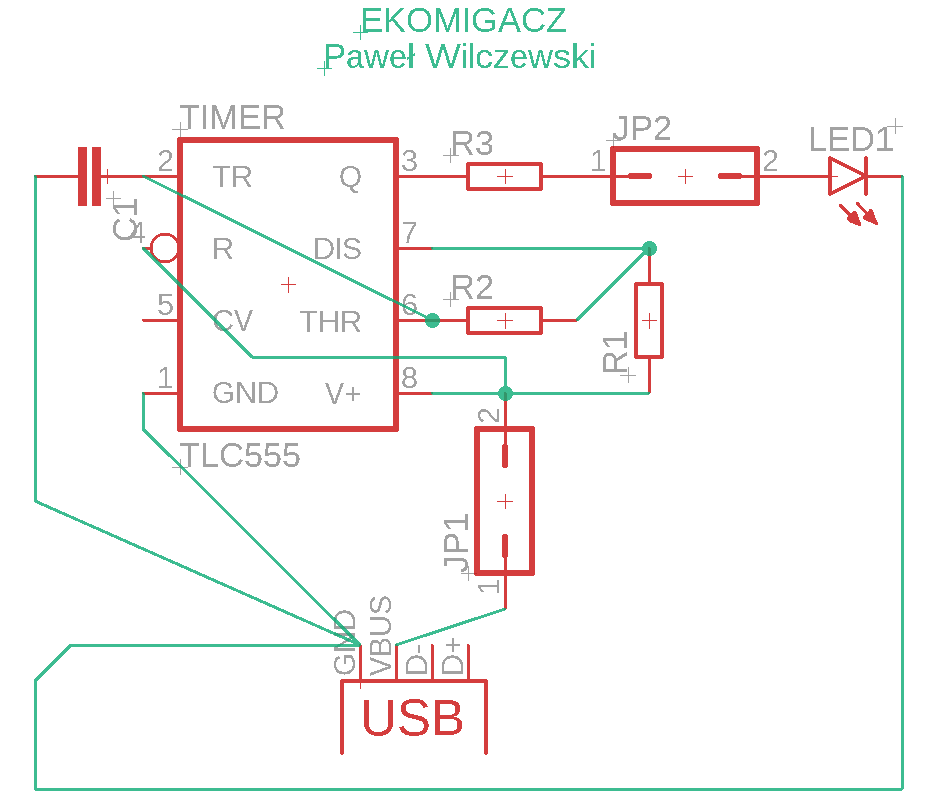 EKOMIGACZ
Paweł Wilczewski
TIMER
JP2
LED1
R3
2
TR
Q
3
1
2
C1
4
R
DIS
7
R2
5
CV
THR
6
R1
1
GND
V+
8
2
TLC555
JP1
1
GND
VBUS
D-
D+
USB